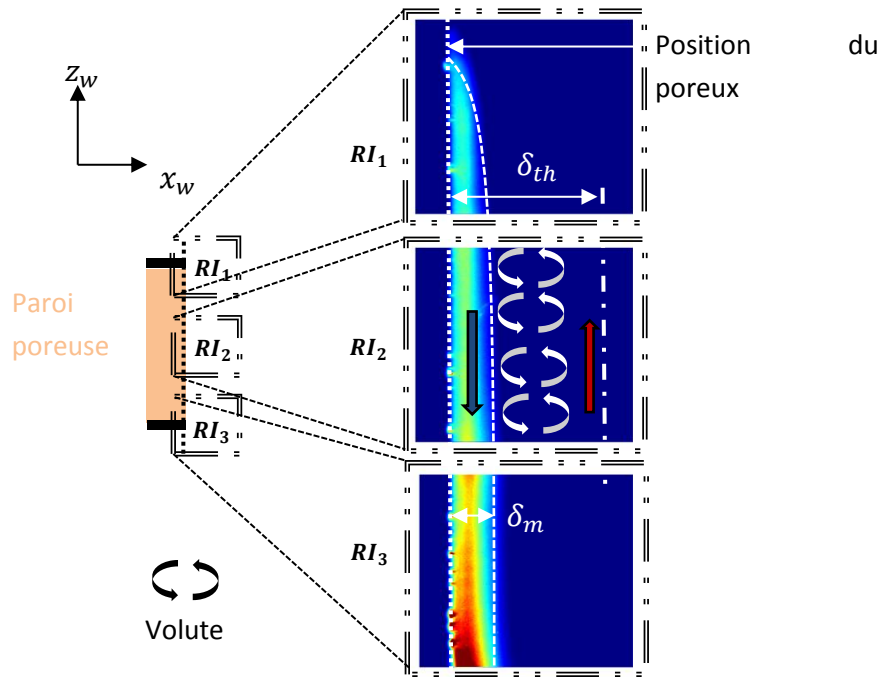 z_w
x_w
Paroi
poreuse
RI_1
RI_2
RI_3
Volute
RI_1
δ_th
Position du
poreux
RI_2
RI_3
δ_m